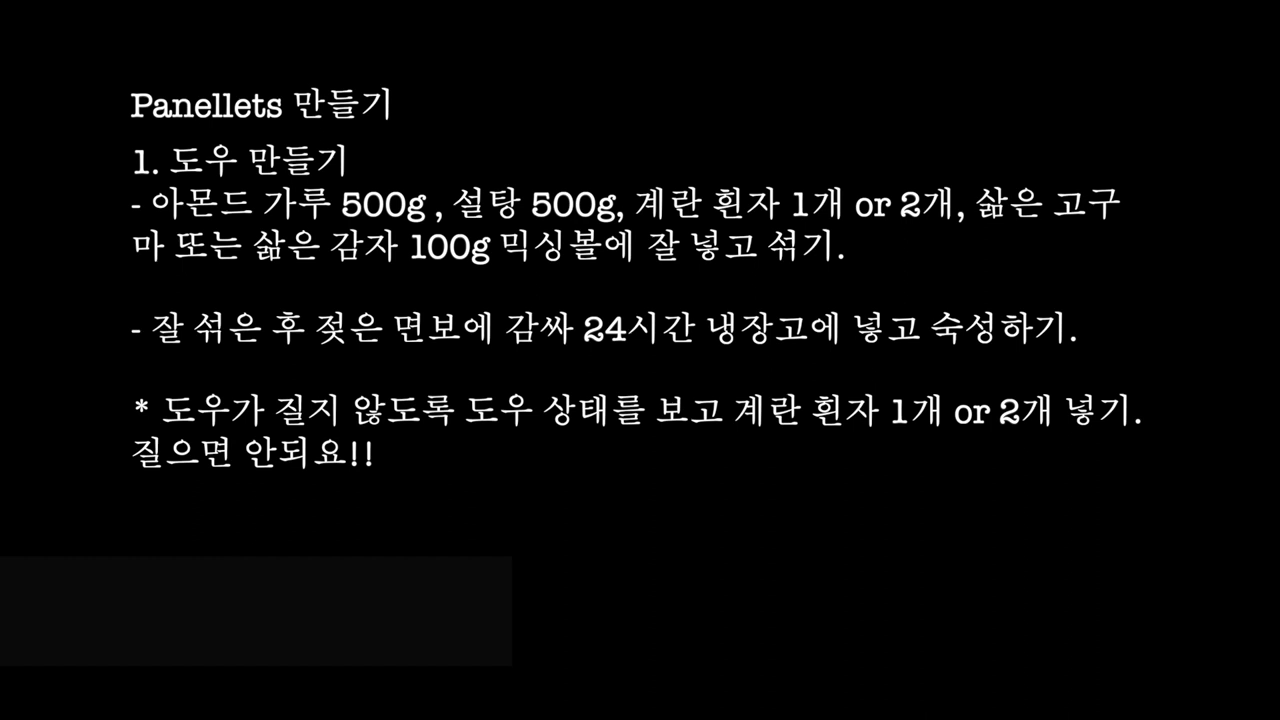 Panellets 만들기
1. 도우 만들기
- 아몬드 가루 500g , 설탕 500g, 계란 흰자 1개 or 2개, 삶은 고구
마 또는 삶은 감자 100g 믹싱볼에 잘 넣고 섞기.
- 잘 섞은 후 젖은 면보에 감싸 24시간 냉장고에 넣고 숙성하기.
* 도우가 질지 않도록 도우 상태를 보고 계란 흰자 1개 or 2개 넣기.
질으면 안되요!!